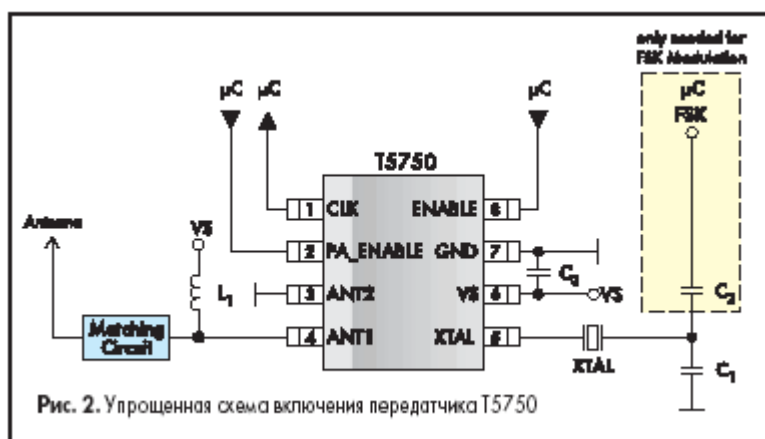 only needed for
FSK Modulation
μC
FSK
μC μC
μC
T5750
1 CLK
ENABLE 8
Antenna
VS
2 PA_ENABLE
GND 7
L1
3 ANT2
VS 6
C3
VS
C2
Matching
Circuit
4 ANT1
XTAL 5
XTAL
C1
Рис. 2. Упрощенная схема включения передатчика T5750